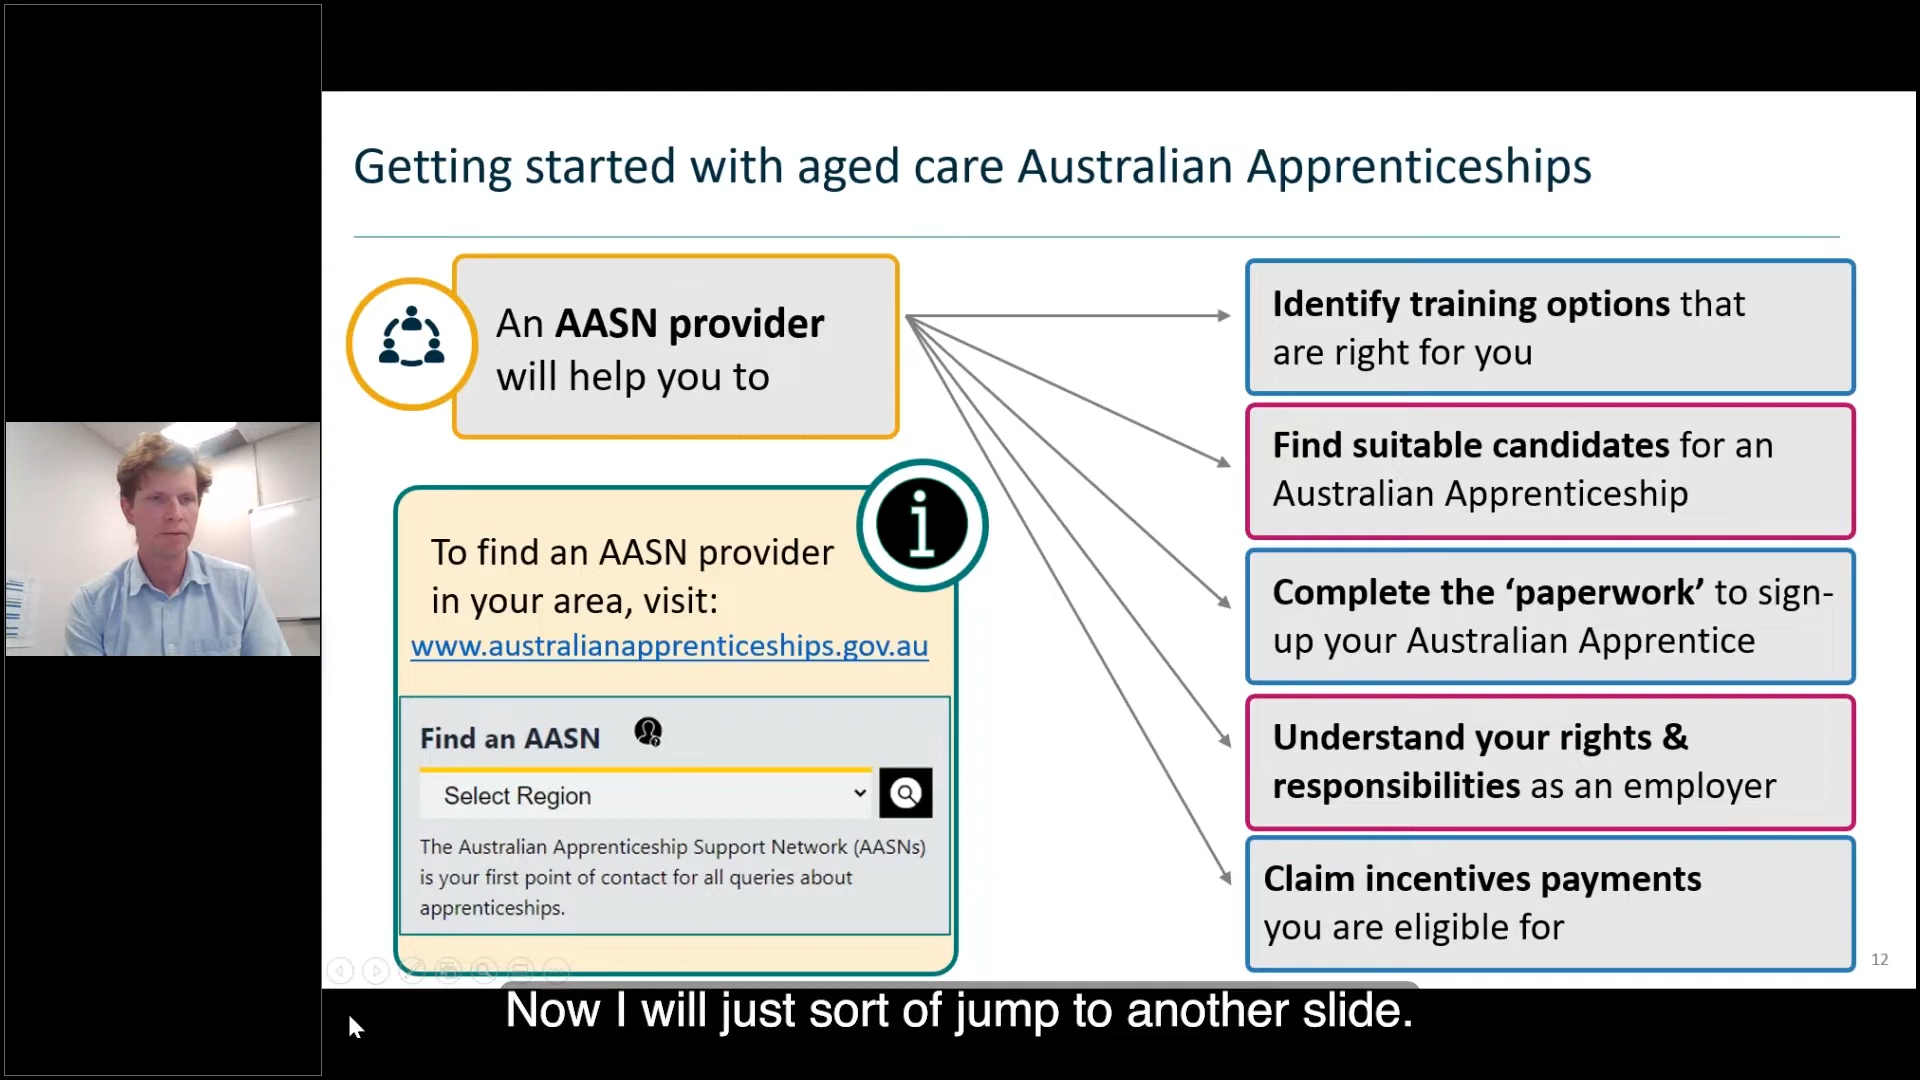 Getting started with aged care Australian Apprenticeships
An AASN provider
will help you to
To find an AASN provider
in your area, visit:
www.australianapprenticeships.gov.au
Find an AASN
Select Region
The Australian Apprenticeship Support Network (AASNs)
is your first point of contact for all queries about
apprenticeships.
Identify training options that
are right for you
Find suitable candidates for an
Australian Apprenticeship
Complete the ‘paperwork’ to sign-
up your Australian Apprentice
Understand your rights &
responsibilities as an employer
Claim incentives payments
you are eligible for
12
Now I will just sort of jump to another slide.